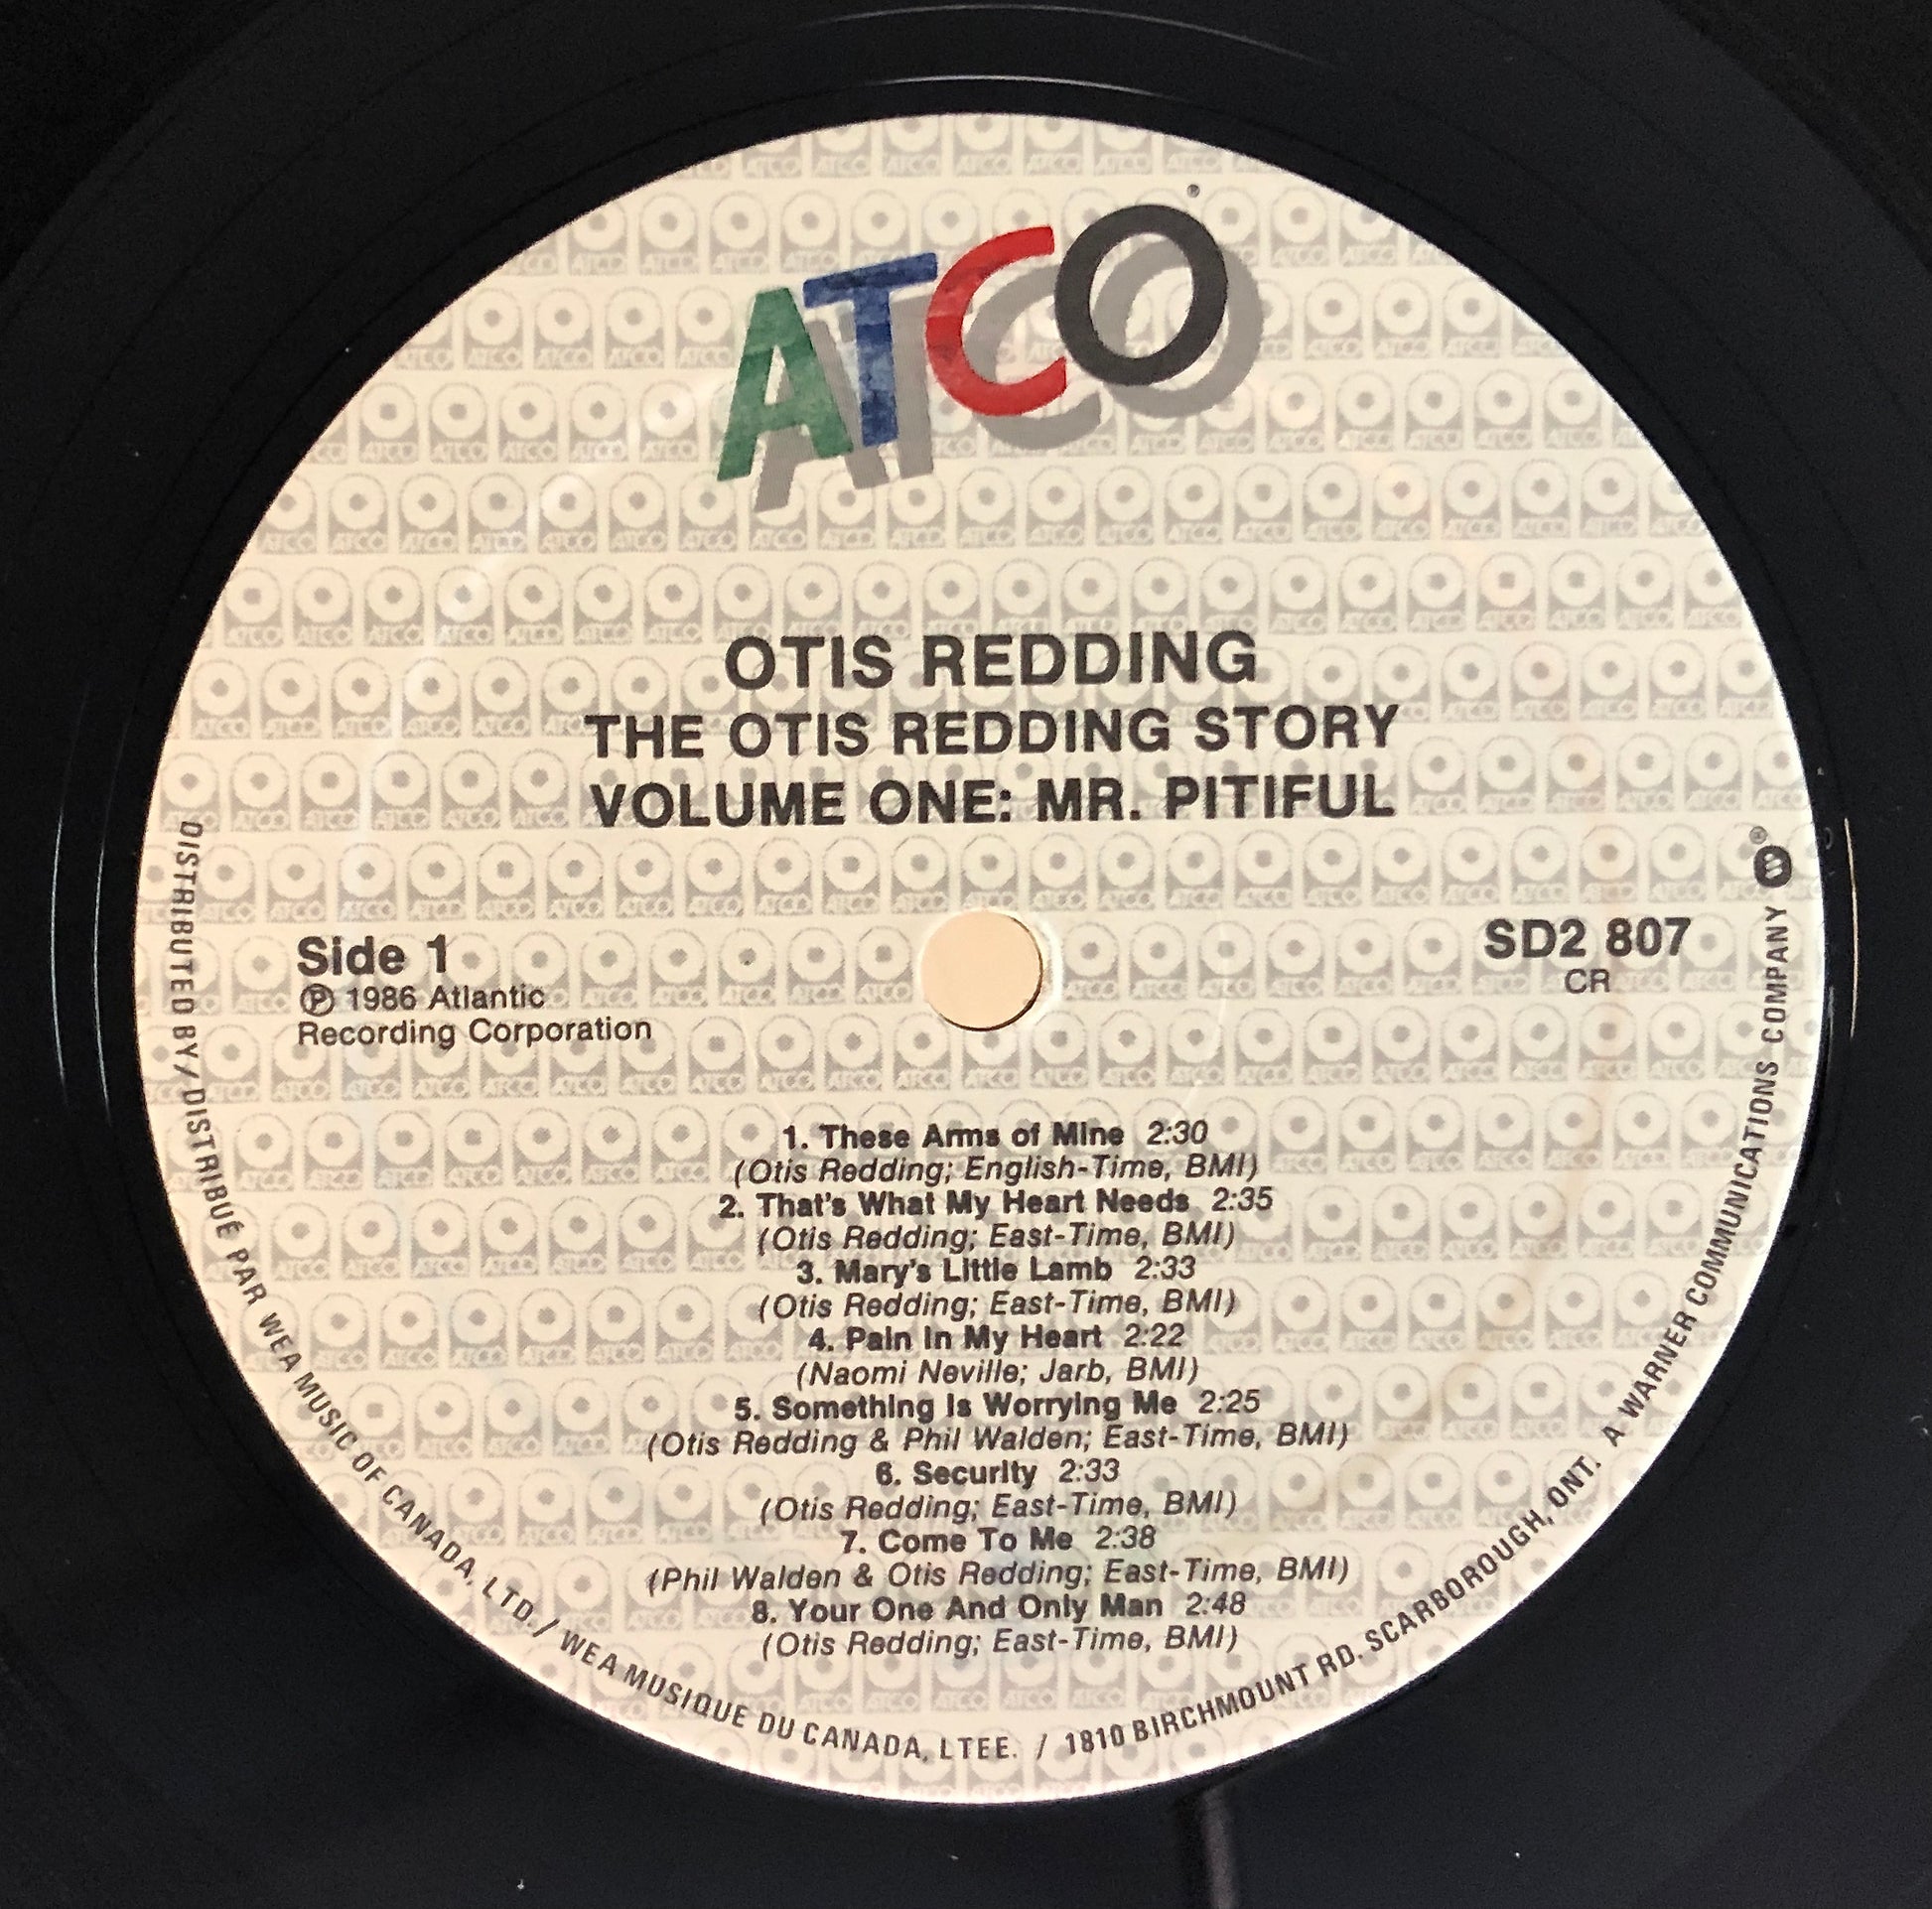 ATCO®
OTIS REDDING
THE OTIS REDDING STORY
VOLUME ONE: MR. PITIFUL
Side 1
℗ 1986 Atlantic
Recording Corporation
SD2 807
CR
1. These Arms of Mine 2:30
(Otis Redding; English-Time, BMI)
2. That's What My Heart Needs 2:35
(Otis Redding; East-Time, BMI)
3. Mary's Little Lamb 2:33
(Otis Redding; East-Time, BMI)
4. Pain In My Heart 2:22
(Naomi Neville; Jarb, BMI)
5. Something Is Worrying Me 2:25
(Otis Redding & Phil Walden; East-Time, BMI)
6. Security 2:33
(Otis Redding; East-Time, BMI)
7. Come To Me 2:38
(Phil Walden & Otis Redding; East-Time, BMI)
8. Your One And Only Man 2:48
(Otis Redding; East-Time, BMI)
DISTRIBUTED BY / DISTRIBUÉ PAR WEA MUSIC OF CANADA, LTD. / WEA MUSIQUE DU CANADA, LTEE. / 1810 BIRCHMOUNT RD. SCARBOROUGH, ONT. A WARNER COMMUNICATIONS COMPANY ®